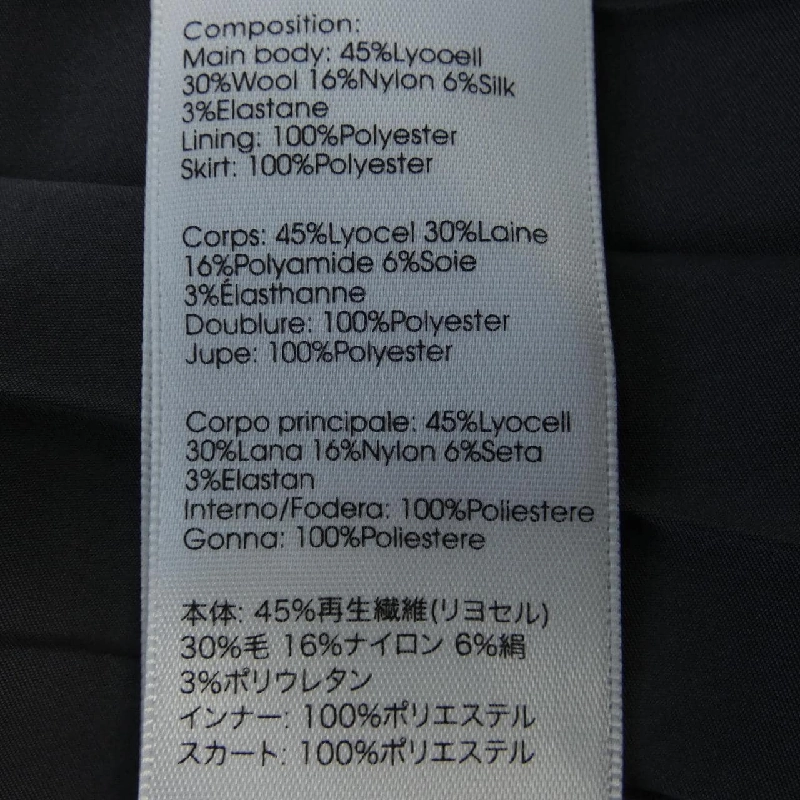 Composition:
Main body: 45%Lyocell
30%Wool 16%Nylon 6%Silk
3%Elastane
Lining: 100%Polyester
Skirt: 100%Polyester
Corps: 45%Lyocel 30%Laine
16%Polyamide 6%Soie
3%Élasthanne
Doublure: 100%Polyester
Jupe: 100%Polyester
Corpo principale: 45%Lyocell
30%Lana 16%Nylon 6%Seta
3%Elastan
Interno/Fodera: 100%Poliestere
Gonna: 100%Poliestere
本体: 45%再生繊維(リヨセル)
30%毛 16%ナイロン 6%絹
3%ポリウレタン
インナー: 100%ポリエステル
スカート: 100%ポリエステル